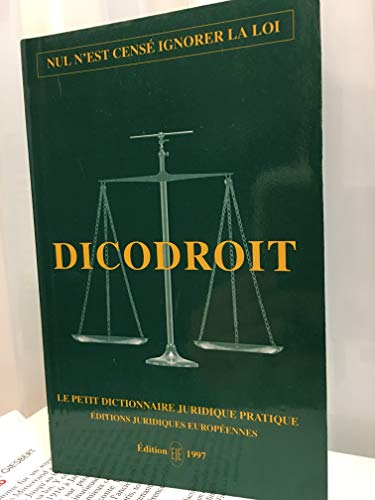 NUL N'EST CENSÉ IGNORER LA LOI
DICODROIT
LE PETIT DICTIONNAIRE JURIDIQUE PRATIQUE
ÉDITIONS JURIDIQUES EUROPÉENNES
Édition EJE 1997